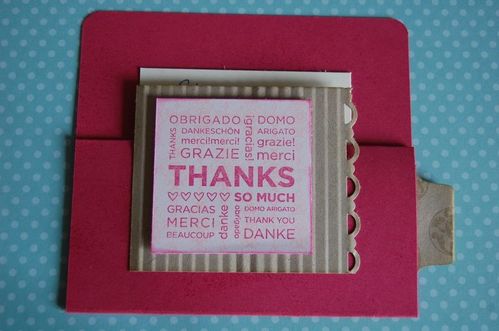 OBRIGADO
DOMO
THANKS
DANKESCHÖN
¡gracias!
ARIGATO
merci!merci!
grazie!
GRAZIE
merci
THANKS
SO MUCH
GRACIAS
danke
obrigado
DOMO ARIGATO
MERCI
THANK YOU
BEAUCOUP
DANKE